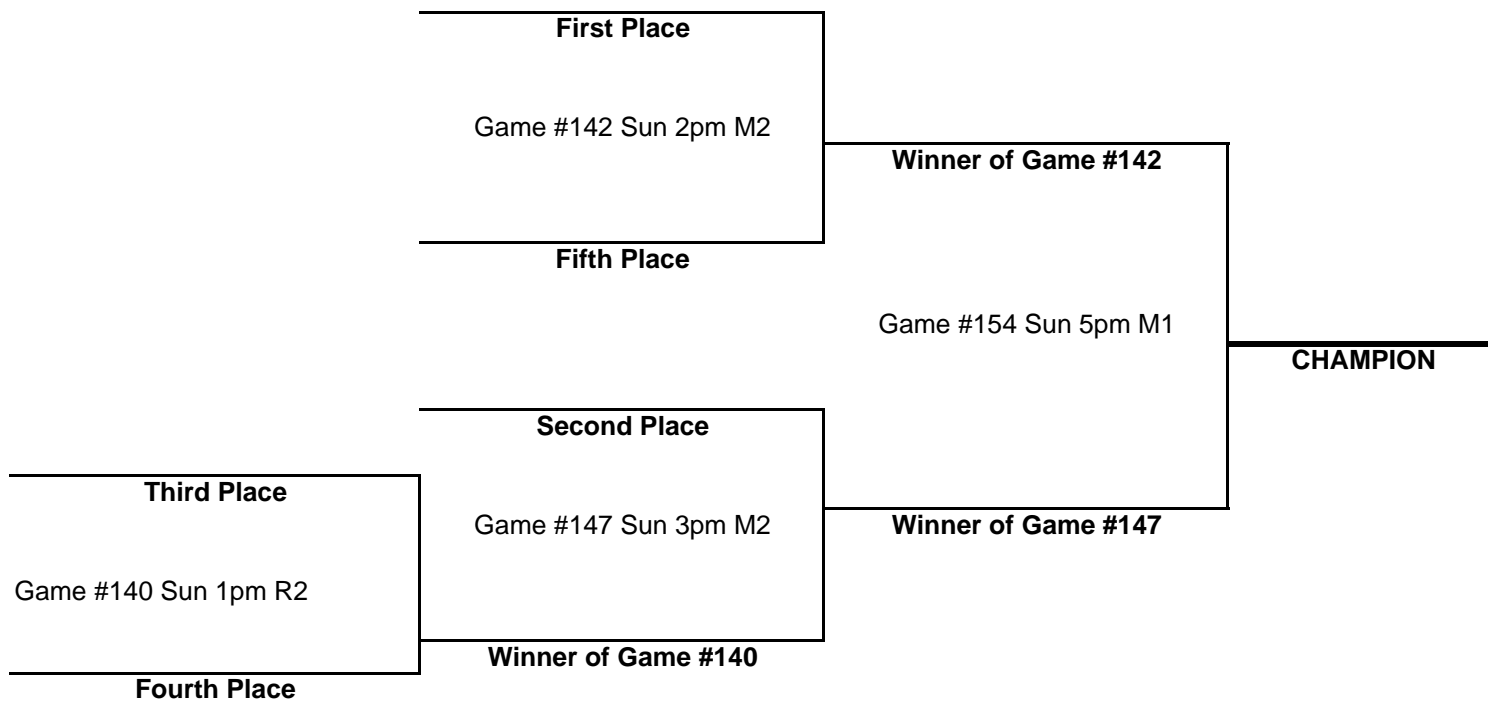 First Place
Game #142 Sun 2pm M2
Winner of Game #142
Fifth Place
Game #154 Sun 5pm M1
CHAMPION
Second Place
Third Place
Game #147 Sun 3pm M2
Winner of Game #147
Game #140 Sun 1pm R2
Winner of Game #140
Fourth Place